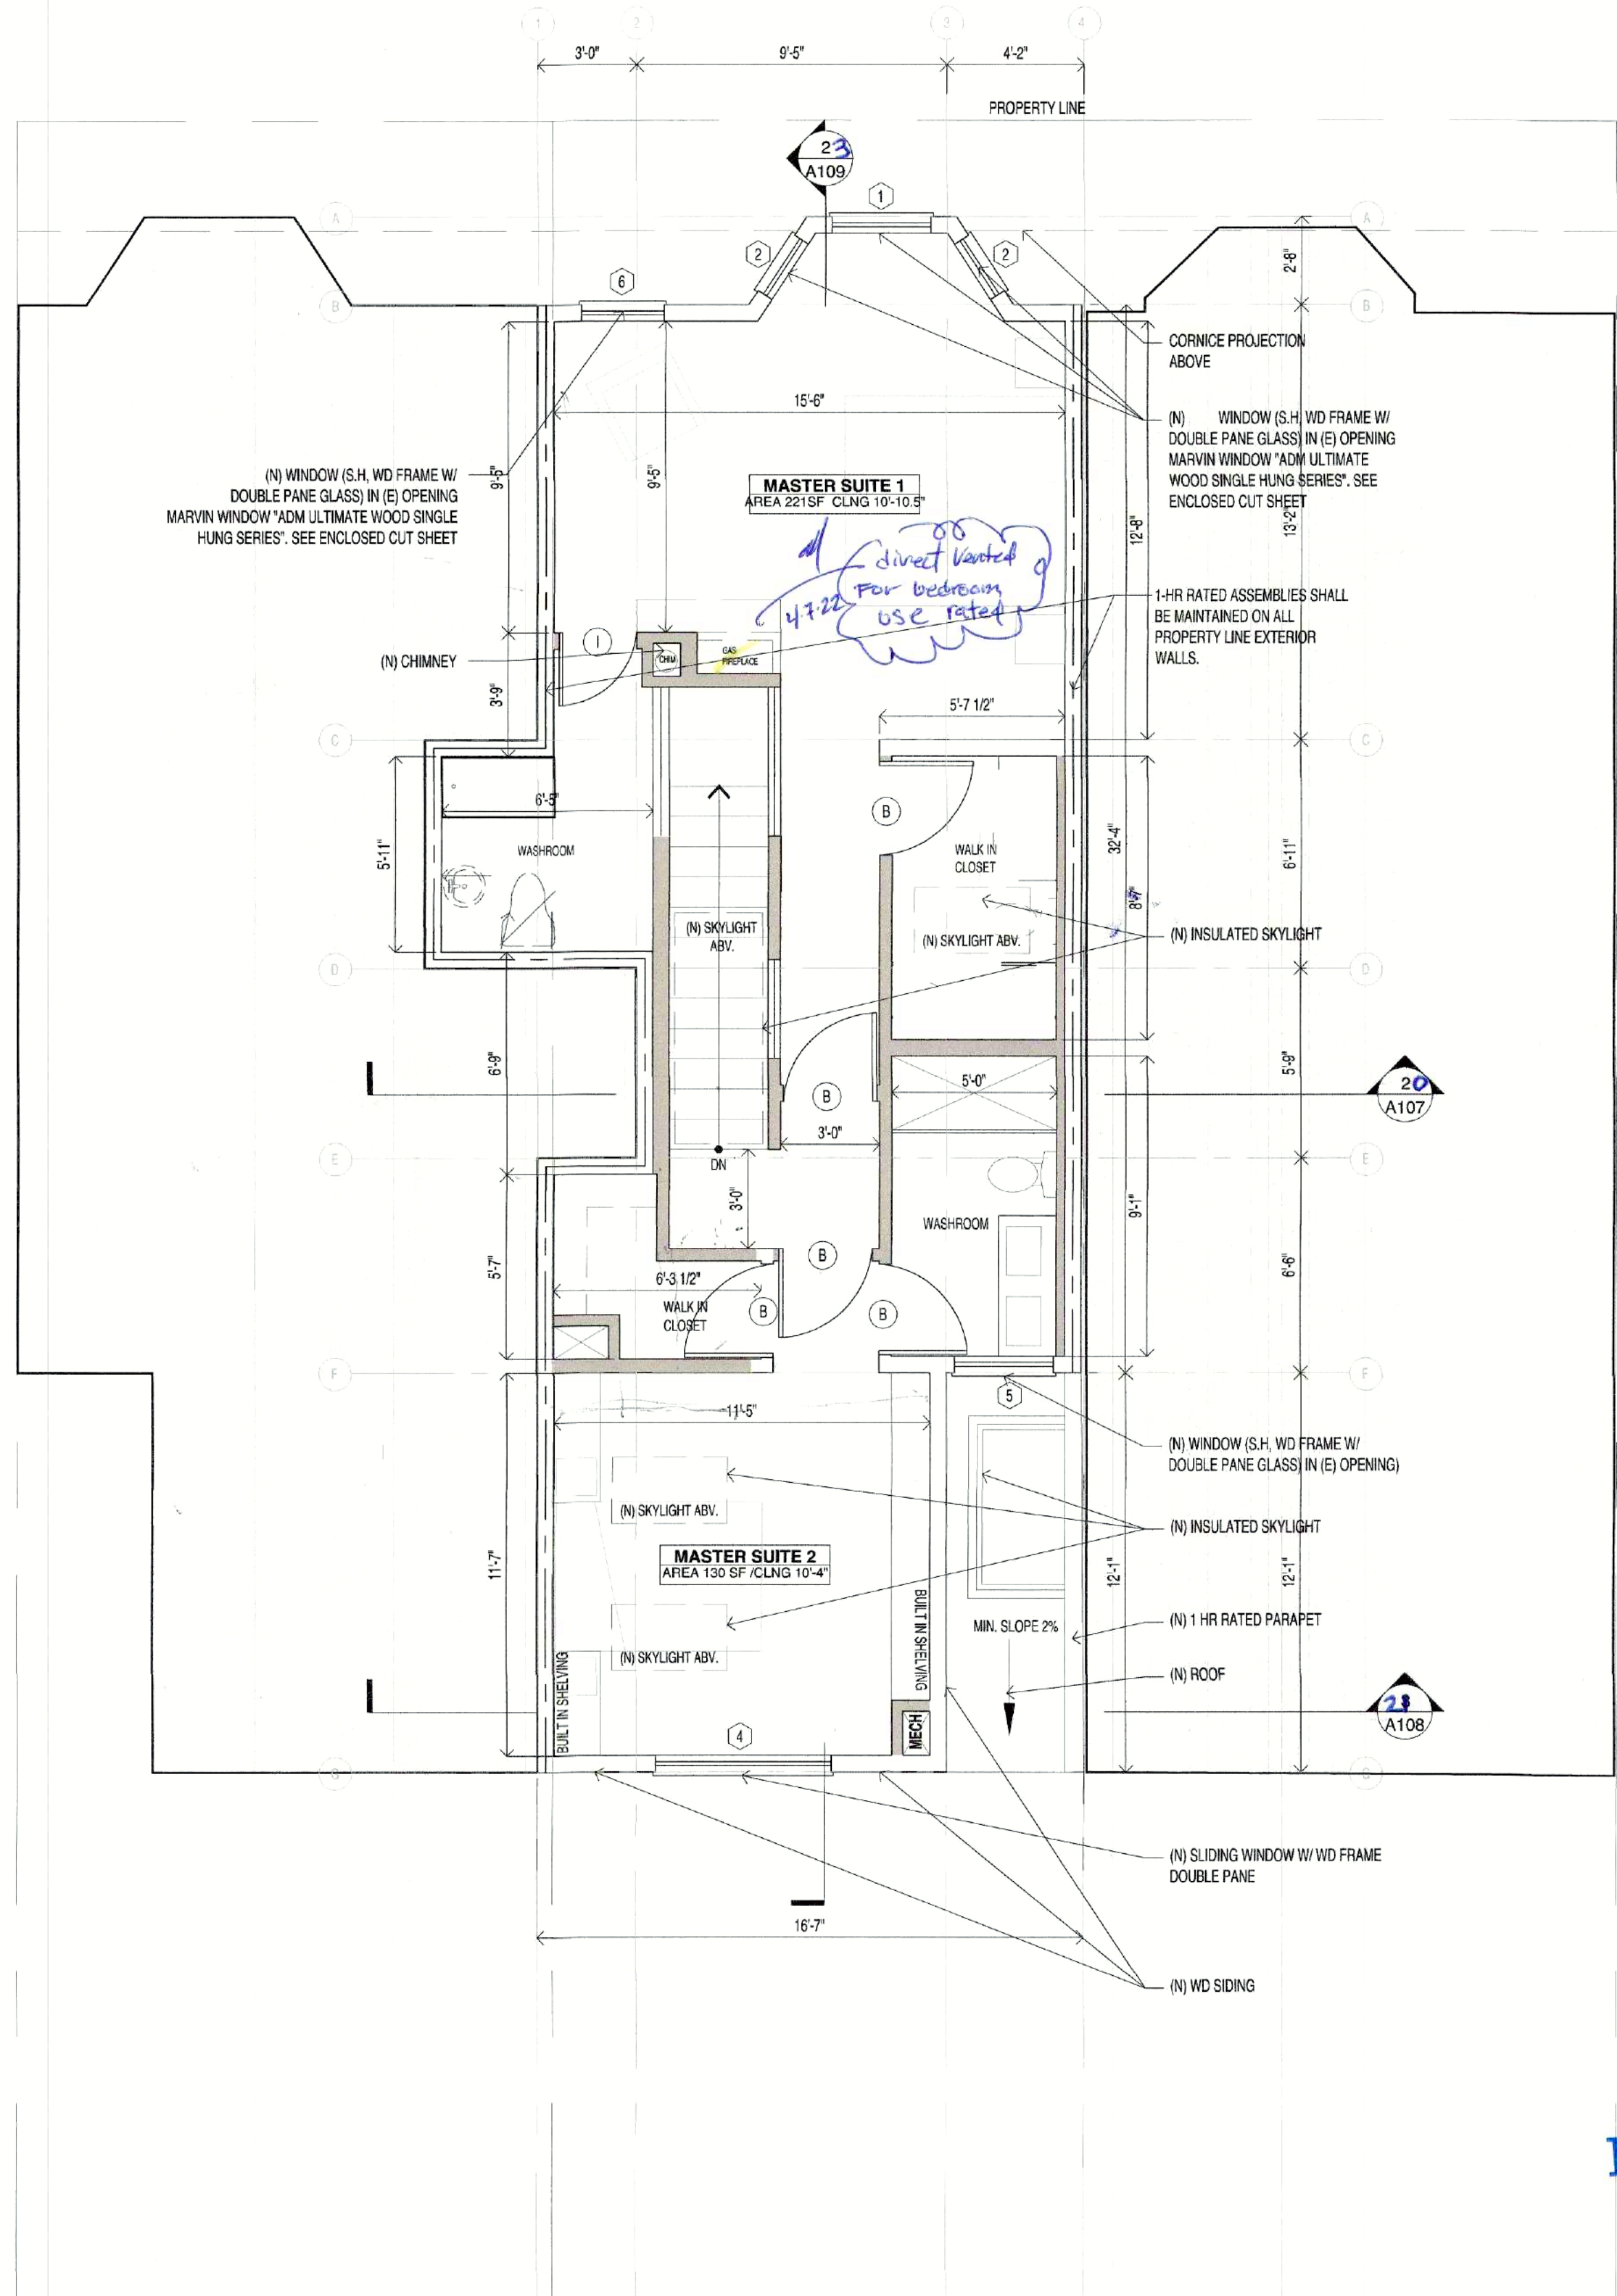 1
2
3
4
3'-0"
9'-5"
4'-2"
PROPERTY LINE
23
A109
1
2
2
6
A
A
B
B
2'-8"
CORNICE PROJECTION
ABOVE
15'-6"
(N) WINDOW (S.H, WD FRAME W/
DOUBLE PANE GLASS) IN (E) OPENING
MARVIN WINDOW "ADM ULTIMATE
WOOD SINGLE HUNG SERIES". SEE
ENCLOSED CUT SHEET
(N) WINDOW (S.H, WD FRAME W/
DOUBLE PANE GLASS) IN (E) OPENING
MARVIN WINDOW "ADM ULTIMATE WOOD SINGLE
HUNG SERIES". SEE ENCLOSED CUT SHEET
9'-5"
9'-5"
MASTER SUITE 1
AREA 221SF CLNG 10'-10.5"
12'-8"
13'-2"
direct Vented
For bedroom
use rated
4.7.22
1-HR RATED ASSEMBLIES SHALL
BE MAINTAINED ON ALL
PROPERTY LINE EXTERIOR
WALLS.
(N) CHIMNEY
I
CHIM
GAS
FIREPLACE
3'-9"
5'-7 1/2"
C
C
6'-5"
B
5'-11"
WASHROOM
WALK IN
CLOSET
32'-4"
6'-11"
(N) SKYLIGHT
ABV.
(N) SKYLIGHT ABV.
(N) INSULATED SKYLIGHT
D
D
6'-9"
5'-0"
5'-9"
20
A107
B
3'-0"
DN
E
E
3'-0"
9'-1"
WASHROOM
B
5'-7"
6'-3 1/2"
6'-6"
WALK IN
CLOSET
B
B
F
F
5
11'-5"
(N) WINDOW (S.H, WD FRAME W/
DOUBLE PANE GLASS) IN (E) OPENING)
(N) SKYLIGHT ABV.
(N) INSULATED SKYLIGHT
MASTER SUITE 2
AREA 130 SF /CLNG 10'-4"
11'-7"
12'-1"
12'-1"
BUILT IN SHELVING
MIN. SLOPE 2%
(N) 1 HR RATED PARAPET
(N) SKYLIGHT ABV.
(N) ROOF
BUILT IN SHELVING
MECH
4
A108
G
G
(N) SLIDING WINDOW W/ WD FRAME
DOUBLE PANE
16'-7"
(N) WD SIDING